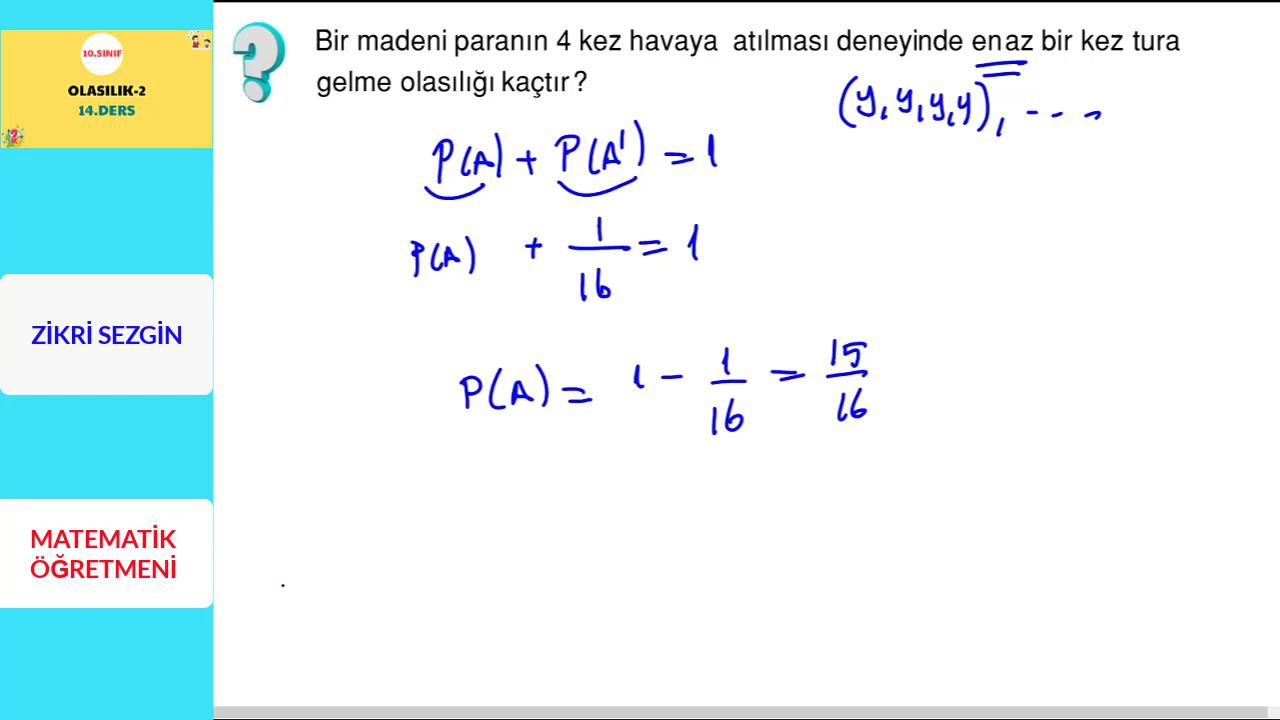 10.SINIF
OLASILIK-2
14.DERS
ZİKRİ SEZGİN
MATEMATİK
ÖĞRETMENİ
Bir madeni paranın 4 kez havaya atılması deneyinde en az bir kez tura
gelme olasılığı kaçtır?
(y, y, y, y), - - -
P(A) + P(A') = 1
P(A) + 1/16 = 1
P(A) = 1 - 1/16 = 15/16